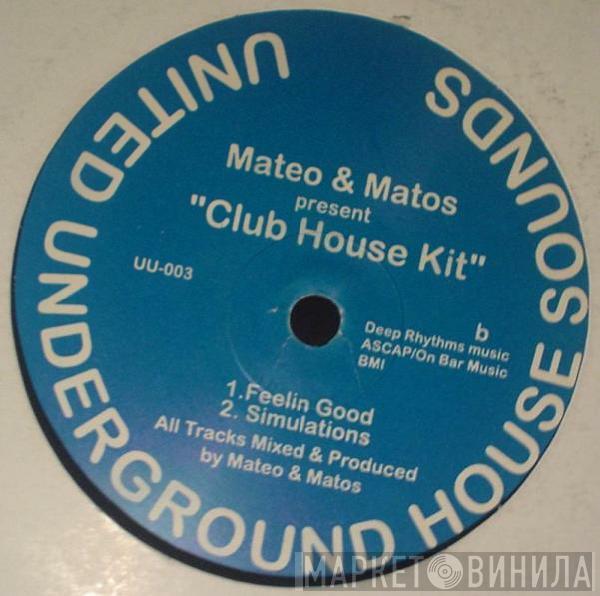 UNITED UNDERGROUND HOUSE SOUNDS
Mateo & Matos
present
"Club House Kit"
UU-003
b
Deep Rhythms music
ASCAP/On Bar Music
BMI
1.Feelin Good
2. Simulations
All Tracks Mixed & Produced
by Mateo & Matos
МАРКЕТ ВИНИЛА